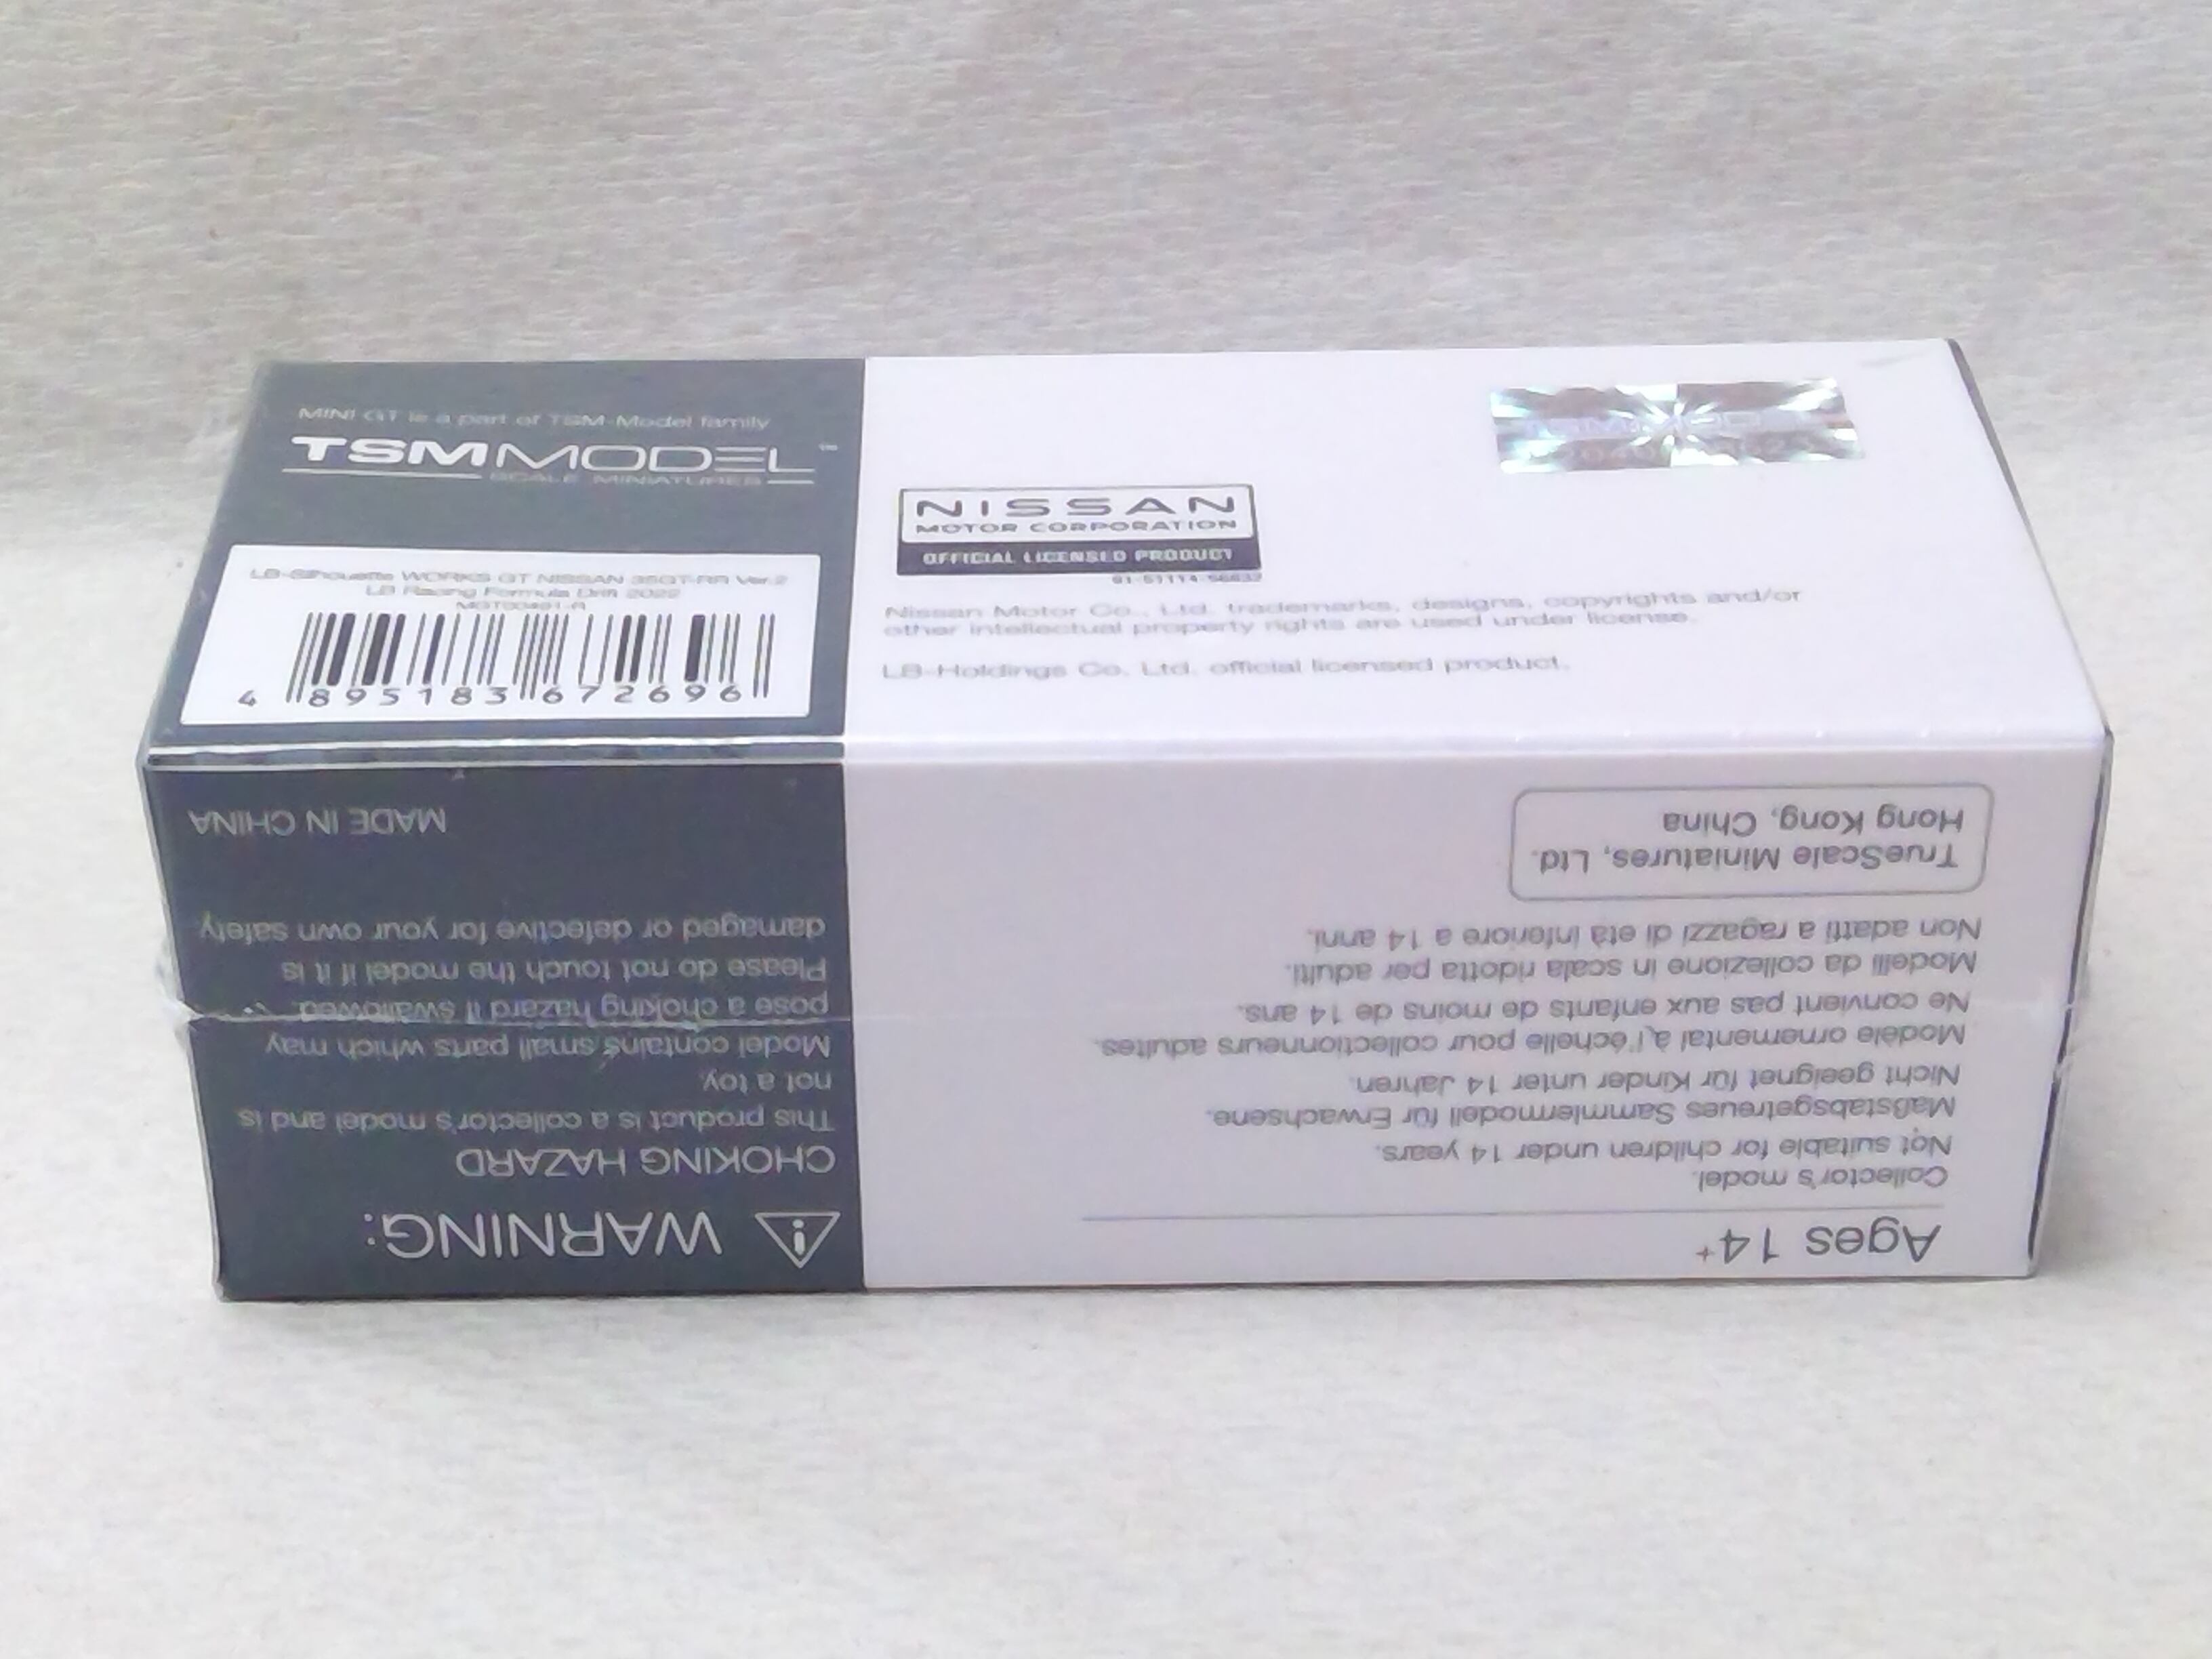 MINI GT is a part of TSM-Model family
TSMMODEL™
SCALE MINIATURES
LB-Silhouette WORKS GT NISSAN 35GT-RR Ver.2
LB Racing Formula Drift 2022
4 895183 672696
NISSAN
MOTOR CORPORATION
OFFICIAL LICENSED PRODUCT
Nissan Motor Co., Ltd. trademarks, designs, copyrights and/or
other intellectual property rights are used under license.
LB-Holdings Co. Ltd. official licensed product.
WARNING:
CHOKING HAZARD
This product is a collector's model and is
not a toy.
Model contains small parts which may
pose a choking hazard if swallowed.
Please do not touch the model if it is
damaged or defective for your own safety.
MADE IN CHINA
Ages 14+
Collector's model.
Not suitable for children under 14 years.
Maßstabsgetreues Sammlermodell für Erwachsene.
Nicht geeignet für Kinder unter 14 Jahren.
Modèle ornemental à l'échelle pour collectionneurs adultes.
Ne convient pas aux enfants de moins de 14 ans.
Modelli da collezione in scala ridotta per adulti.
Non adatti a ragazzi di età inferiore a 14 anni.
TrueScale Miniatures, Ltd.
Hong Kong, China